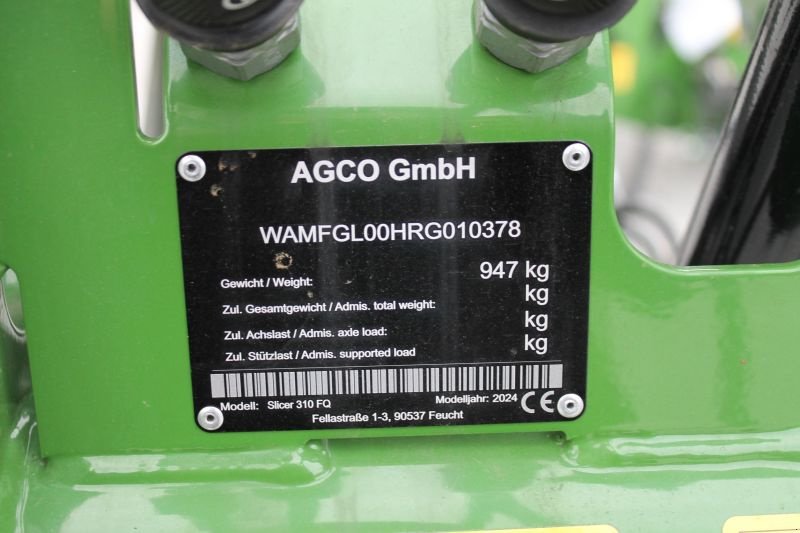 AGCO GmbH
WAMFGL00HRG010378
Gewicht / Weight: 947 kg
Zul. Gesamtgewicht / Admis. total weight: kg
Zul. Achslast / Admis. axle load: kg
Zul. Stützlast / Admis. supported load kg
Modell: Slicer 310 FQ Modelljahr: 2024 CE
Fellastraße 1-3, 90537 Feucht